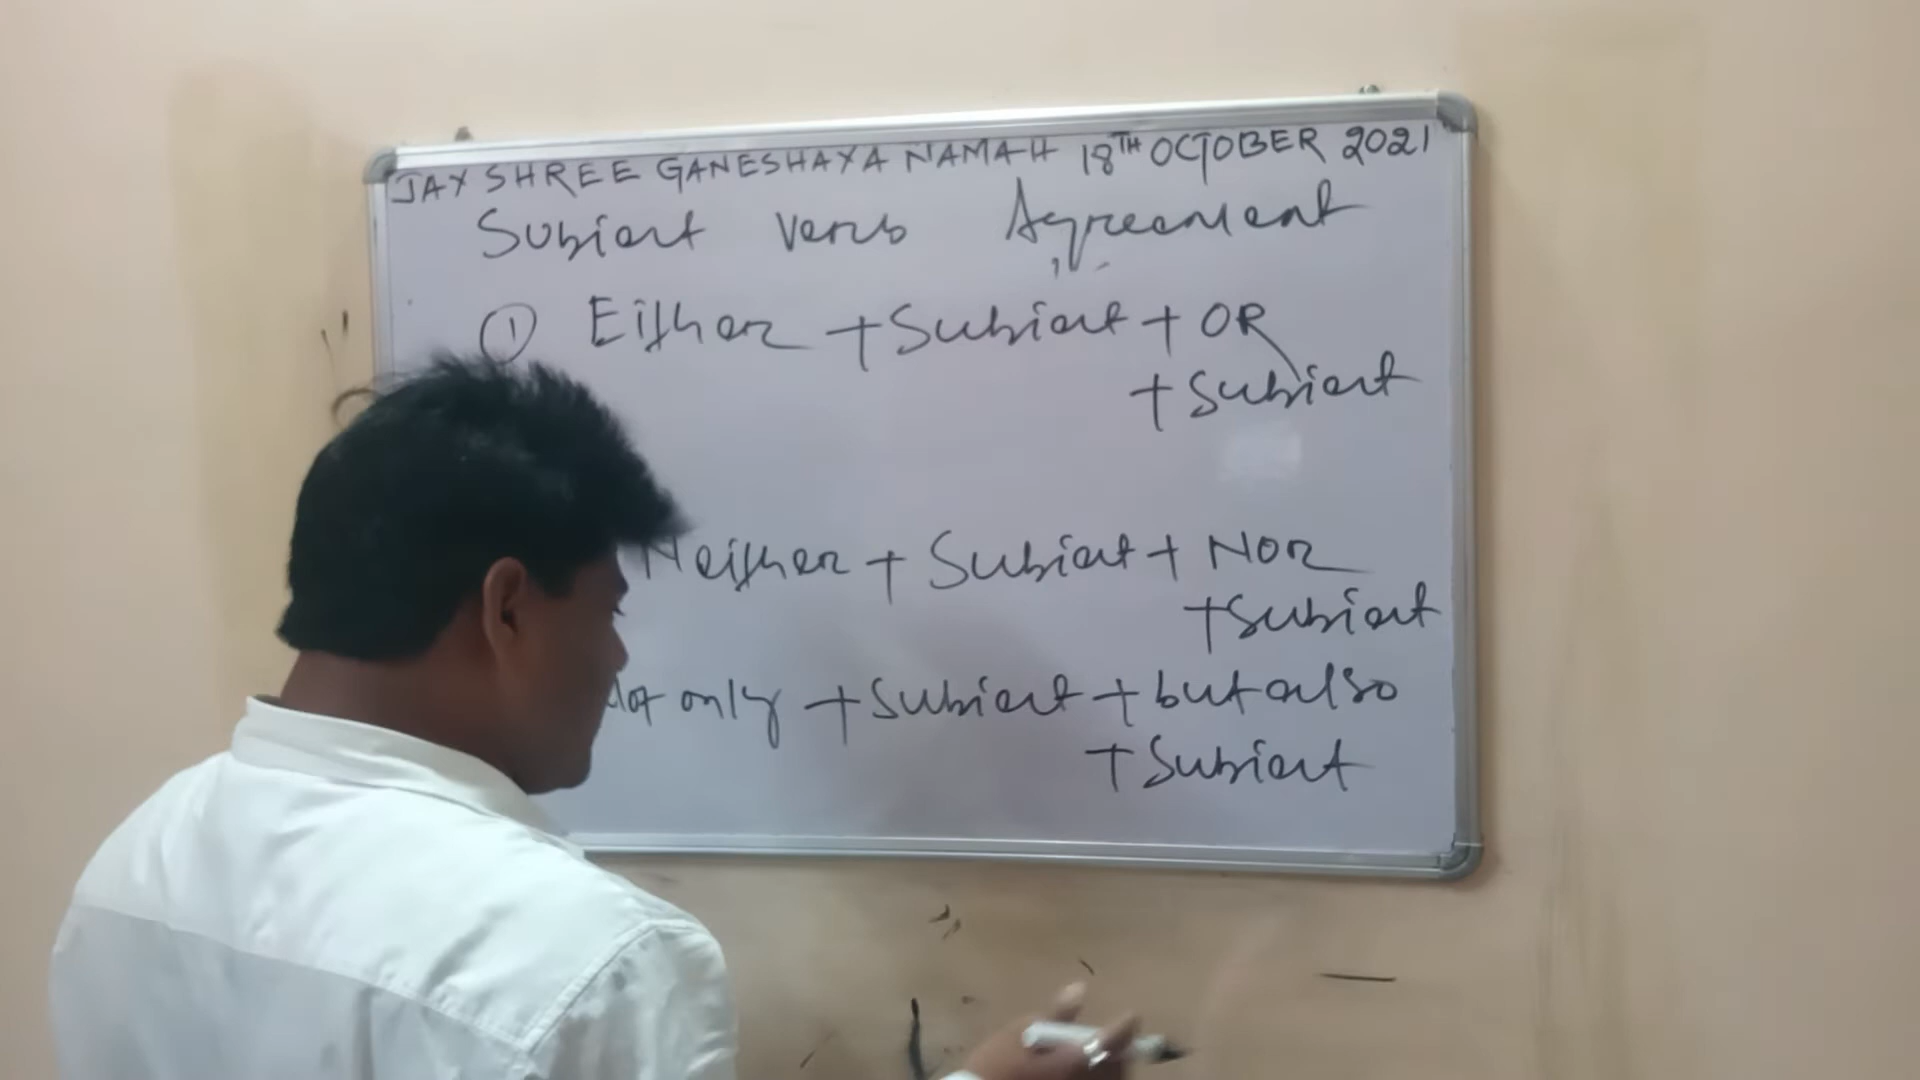 JAY SHREE GANESHAYA NAMAH 18TH OCTOBER 2021
Subject verb Agreement
① Either + Subject + OR
+ Subject
Neither + Subject + NOR
+ Subject
Not only + Subject + but also
+ Subject